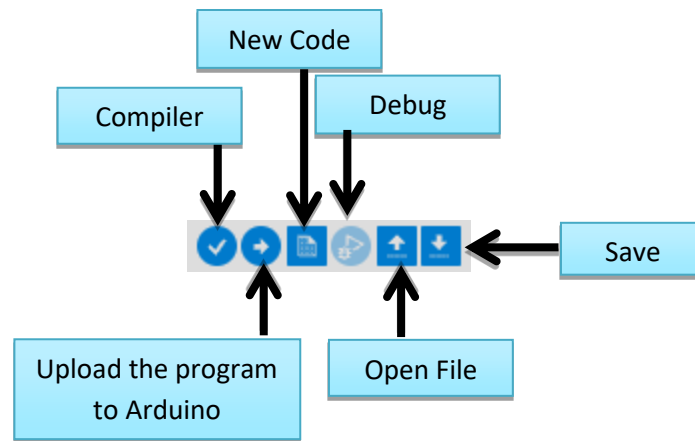 New Code
Compiler
Debug
Save
Upload the program
to Arduino
Open File